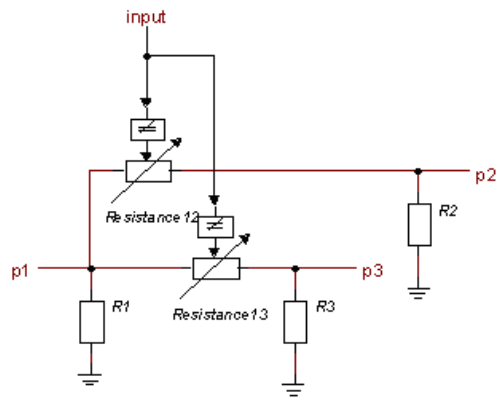 input
p2
Resistance12
R2
p1
p3
R1
Resistance13
R3